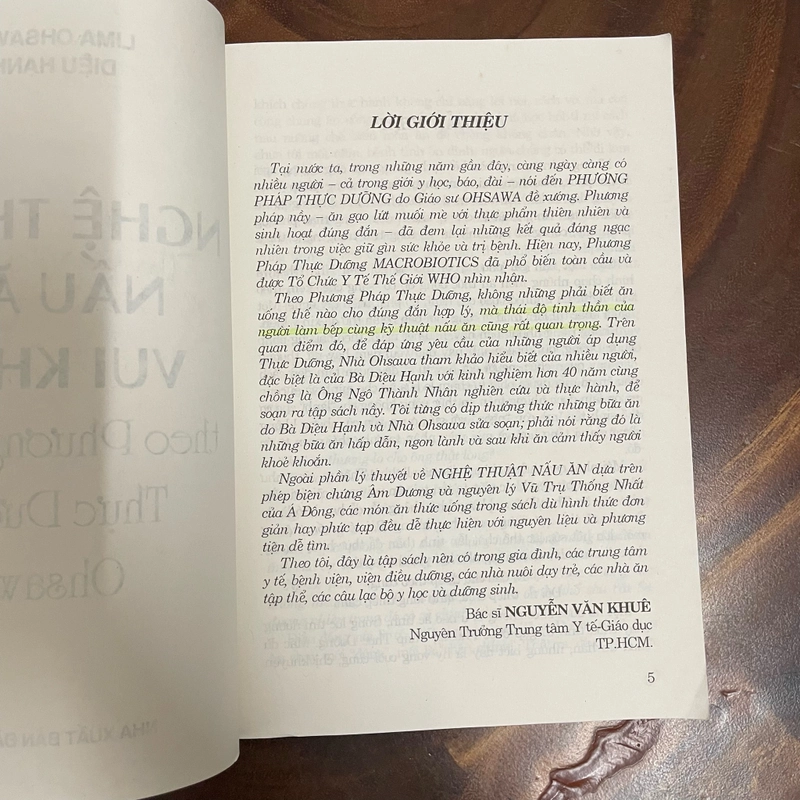 LỜI GIỚI THIỆU
Tại nước ta, trong những năm gần đây, càng ngày càng có
nhiều người – cả trong giới y học, báo, đài – nói đến PHƯƠNG
PHÁP THỰC DƯỠNG do Giáo sư OHSAWA đề xướng. Phương
pháp nầy – ăn gạo lứt muối mè với thực phẩm thiên nhiên và
sinh hoạt đúng đắn – đã đem lại những kết quả đáng ngạc
nhiên trong việc giữ gìn sức khỏe và trị bệnh. Hiện nay, Phương
Pháp Thực Dưỡng MACROBIOTICS đã phổ biến toàn cầu và
được Tổ Chức Y Tế Thế Giới WHO nhìn nhận.
Theo Phương Pháp Thực Dưỡng, không những phải biết ăn
uống thế nào cho đúng đắn hợp lý, mà thái độ tinh thần của
người làm bếp cùng kỹ thuật nấu ăn cũng rất quan trọng. Trên
quan điểm đó, để đáp ứng yêu cầu của những người áp dụng
Thực Dưỡng, Nhà Ohsawa tham khảo hiểu biết của nhiều người,
đặc biệt là của Bà Diệu Hạnh với kinh nghiệm hơn 40 năm cùng
chồng là Ông Ngô Thành Nhân nghiên cứu và thực hành, để
soạn ra tập sách nầy. Tôi từng có dịp thưởng thức những bữa ăn
do Bà Diệu Hạnh và Nhà Ohsawa sửa soạn; phải nói rằng đó là
những bữa ăn hấp dẫn, ngon lành và sau khi ăn cảm thấy người
khoẻ khoắn.
Ngoài phần lý thuyết về NGHỆ THUẬT NẤU ĂN dựa trên
phép biện chứng Âm Dương và nguyên lý Vũ Trụ Thống Nhất
của Á Đông, các món ăn thức uống trong sách dù hình thức đơn
giản hay phức tạp đều dễ thực hiện với nguyên liệu và phương
tiện dễ tìm.
Theo tôi, đây là tập sách nên có trong gia đình, các trung tâm
y tế, bệnh viện, viện điều dưỡng, các nhà nuôi dạy trẻ, các nhà ăn
tập thể, các câu lạc bộ y học và dưỡng sinh.
Bác sĩ NGUYỄN VĂN KHUÊ
Nguyên Trưởng Trung tâm Y tế-Giáo dục
TP.HCM.
5